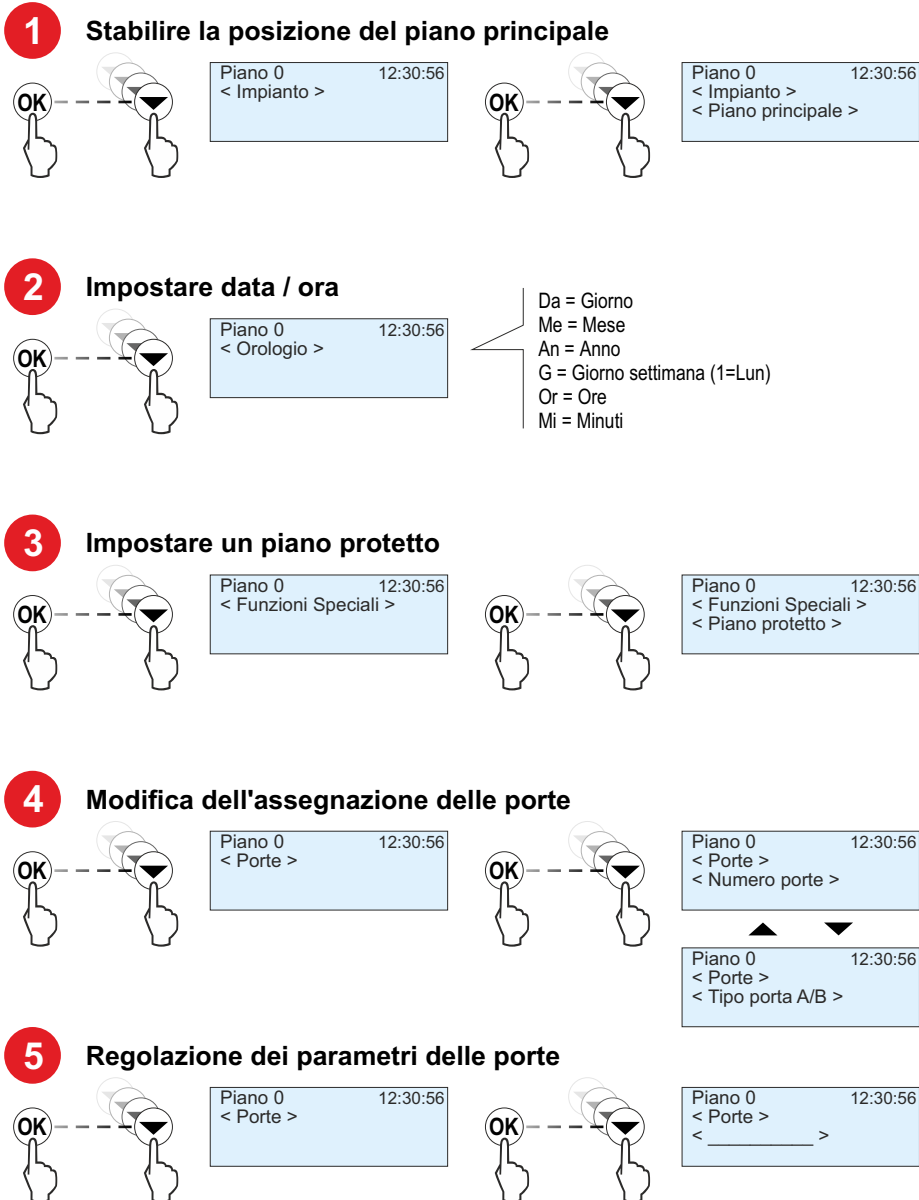 1 Stabilire la posizione del piano principale
OK
Piano 0 12:30:56
< Impianto >
OK
Piano 0 12:30:56
< Impianto >
< Piano principale >
2 Impostare data / ora
OK
Piano 0 12:30:56
< Orologio >
Da = Giorno
Me = Mese
An = Anno
G = Giorno settimana (1=Lun)
Or = Ore
Mi = Minuti
3 Impostare un piano protetto
OK
Piano 0 12:30:56
< Funzioni Speciali >
OK
Piano 0 12:30:56
< Funzioni Speciali >
< Piano protetto >
4 Modifica dell'assegnazione delle porte
OK
Piano 0 12:30:56
< Porte >
OK
Piano 0 12:30:56
< Porte >
< Numero porte >
Piano 0 12:30:56
< Porte >
< Tipo porta A/B >
5 Regolazione dei parametri delle porte
OK
Piano 0 12:30:56
< Porte >
OK
Piano 0 12:30:56
< Porte >
< __________ >